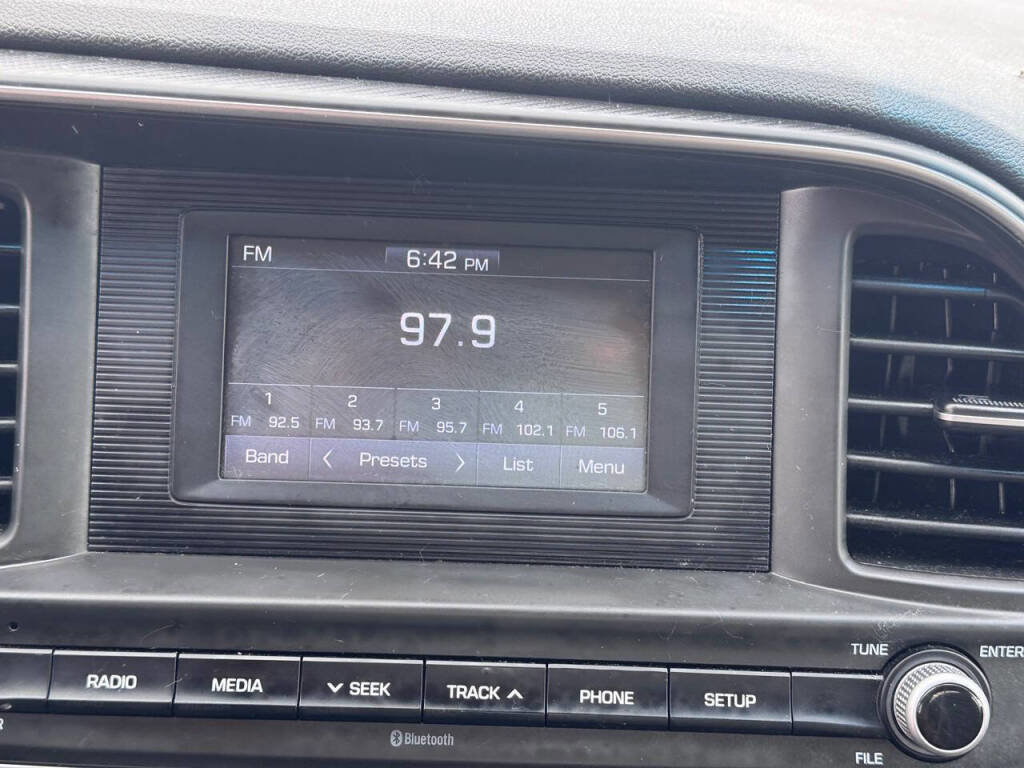 FM 6:42 PM
97.9
1 2 3 4 5
FM 92.5 FM 93.7 FM 95.7 FM 102.1 FM 106.1
Band Presets List Menu
TUNE ENTER
RADIO MEDIA SEEK TRACK PHONE SETUP
R
Bluetooth
FILE